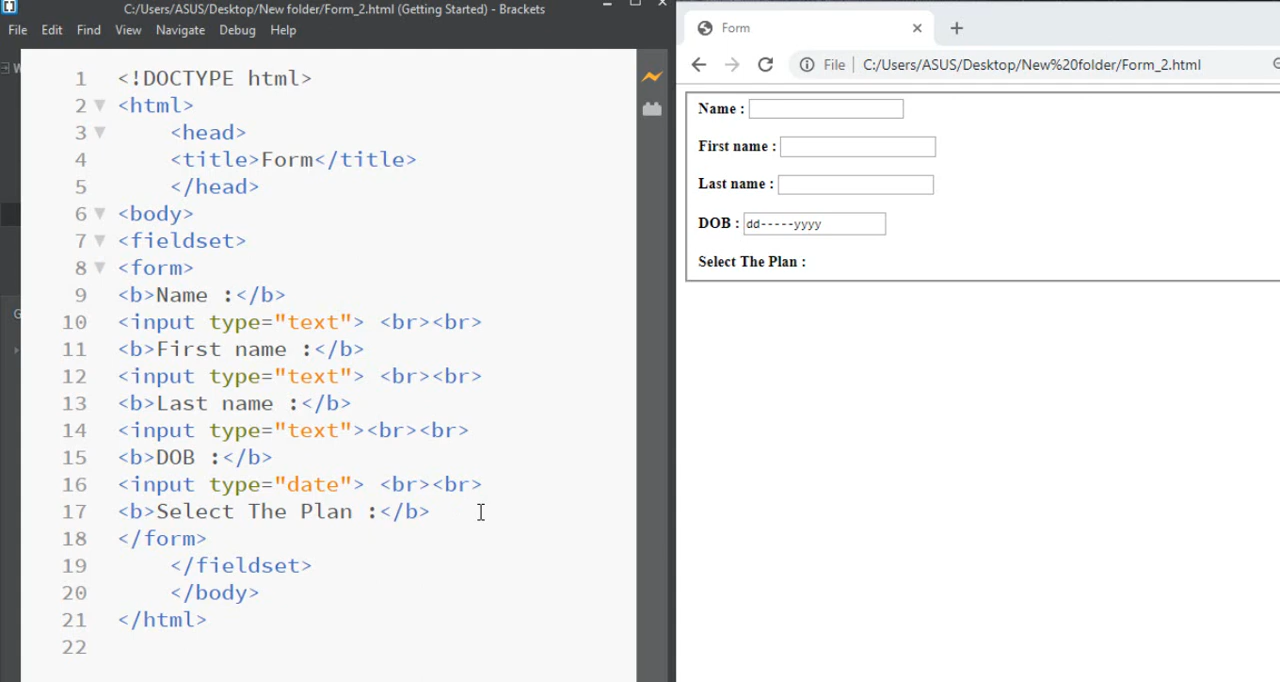 C:/Users/ASUS/Desktop/New folder/Form_2.html (Getting Started) - Brackets
File Edit Find View Navigate Debug Help
1 <!DOCTYPE html>
2 <html>
3 <head>
4 <title>Form</title>
5 </head>
6 <body>
7 <fieldset>
8 <form>
9 <b>Name :</b>
10 <input type="text"> <br><br>
11 <b>First name :</b>
12 <input type="text"> <br><br>
13 <b>Last name :</b>
14 <input type="text"><br><br>
15 <b>DOB :</b>
16 <input type="date"> <br><br>
17 <b>Select The Plan :</b>
18 </form>
19 </fieldset>
20 </body>
21 </html>
22
Form
File C:/Users/ASUS/Desktop/New%20folder/Form_2.html
Name :
First name :
Last name :
DOB : dd-----yyyy
Select The Plan :